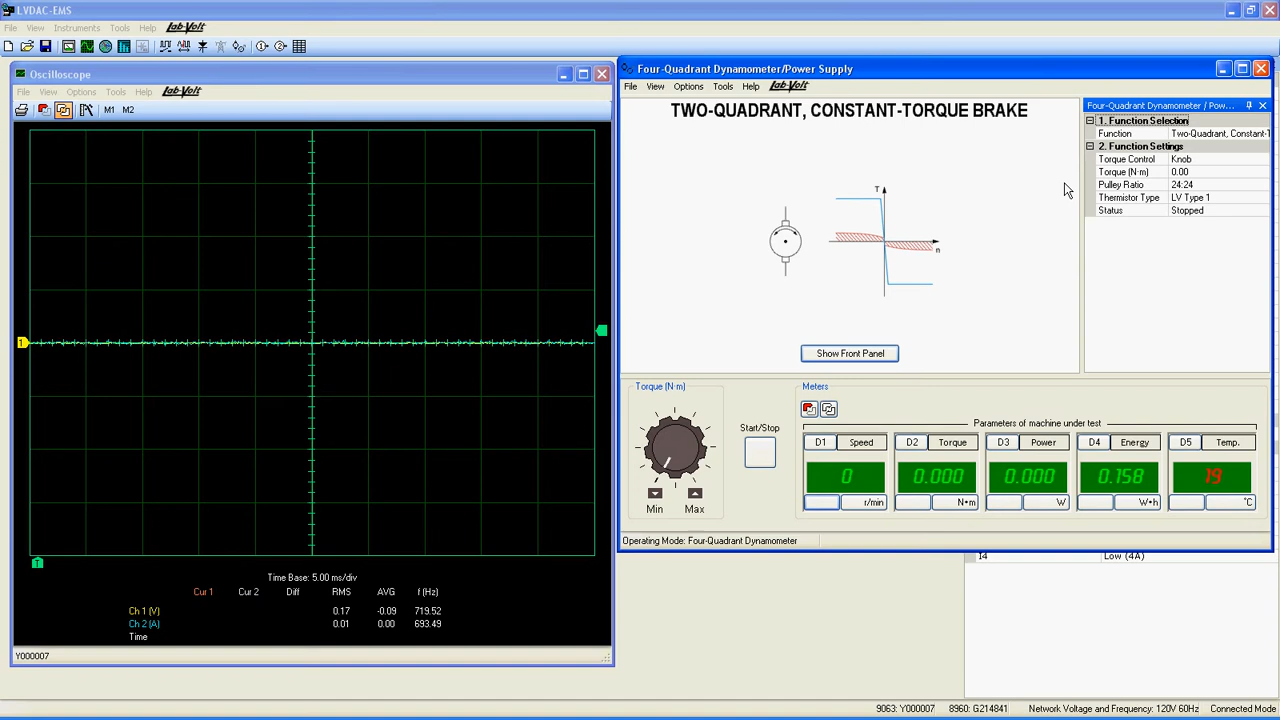 LVDAC-EMS
File View Instruments Tools Help Lab-Volt
Oscilloscope
File View Options Tools Help Lab-Volt
M1 M2
1
T
Time Base: 5.00 ms/div
Cur 1 Cur 2 Diff RMS AVG f (Hz)
Ch 1 (V) 0.17 -0.09 719.52
Ch 2 (A) 0.01 0.00 693.49
Time
Y000007
Four-Quadrant Dynamometer/Power Supply
File View Options Tools Help Lab-Volt
TWO-QUADRANT, CONSTANT-TORQUE BRAKE
T
n
Show Front Panel
Four-Quadrant Dynamometer / Pow...
1. Function Selection
Function Two-Quadrant, Constant-T
2. Function Settings
Torque Control Knob
Torque (N·m) 0.00
Pulley Ratio 24:24
Thermistor Type LV Type 1
Status Stopped
Torque (N·m)
Min Max
Start/Stop
Meters
Parameters of machine under test
D1 Speed D2 Torque D3 Power D4 Energy D5 Temp.
0 0.000 0.000 0.158 19
r/min N•m W W•h °C
Operating Mode: Four-Quadrant Dynamometer
I4 Low (4A)
9063: Y000007 8960: G214841 Network Voltage and Frequency: 120V 60Hz Connected Mode